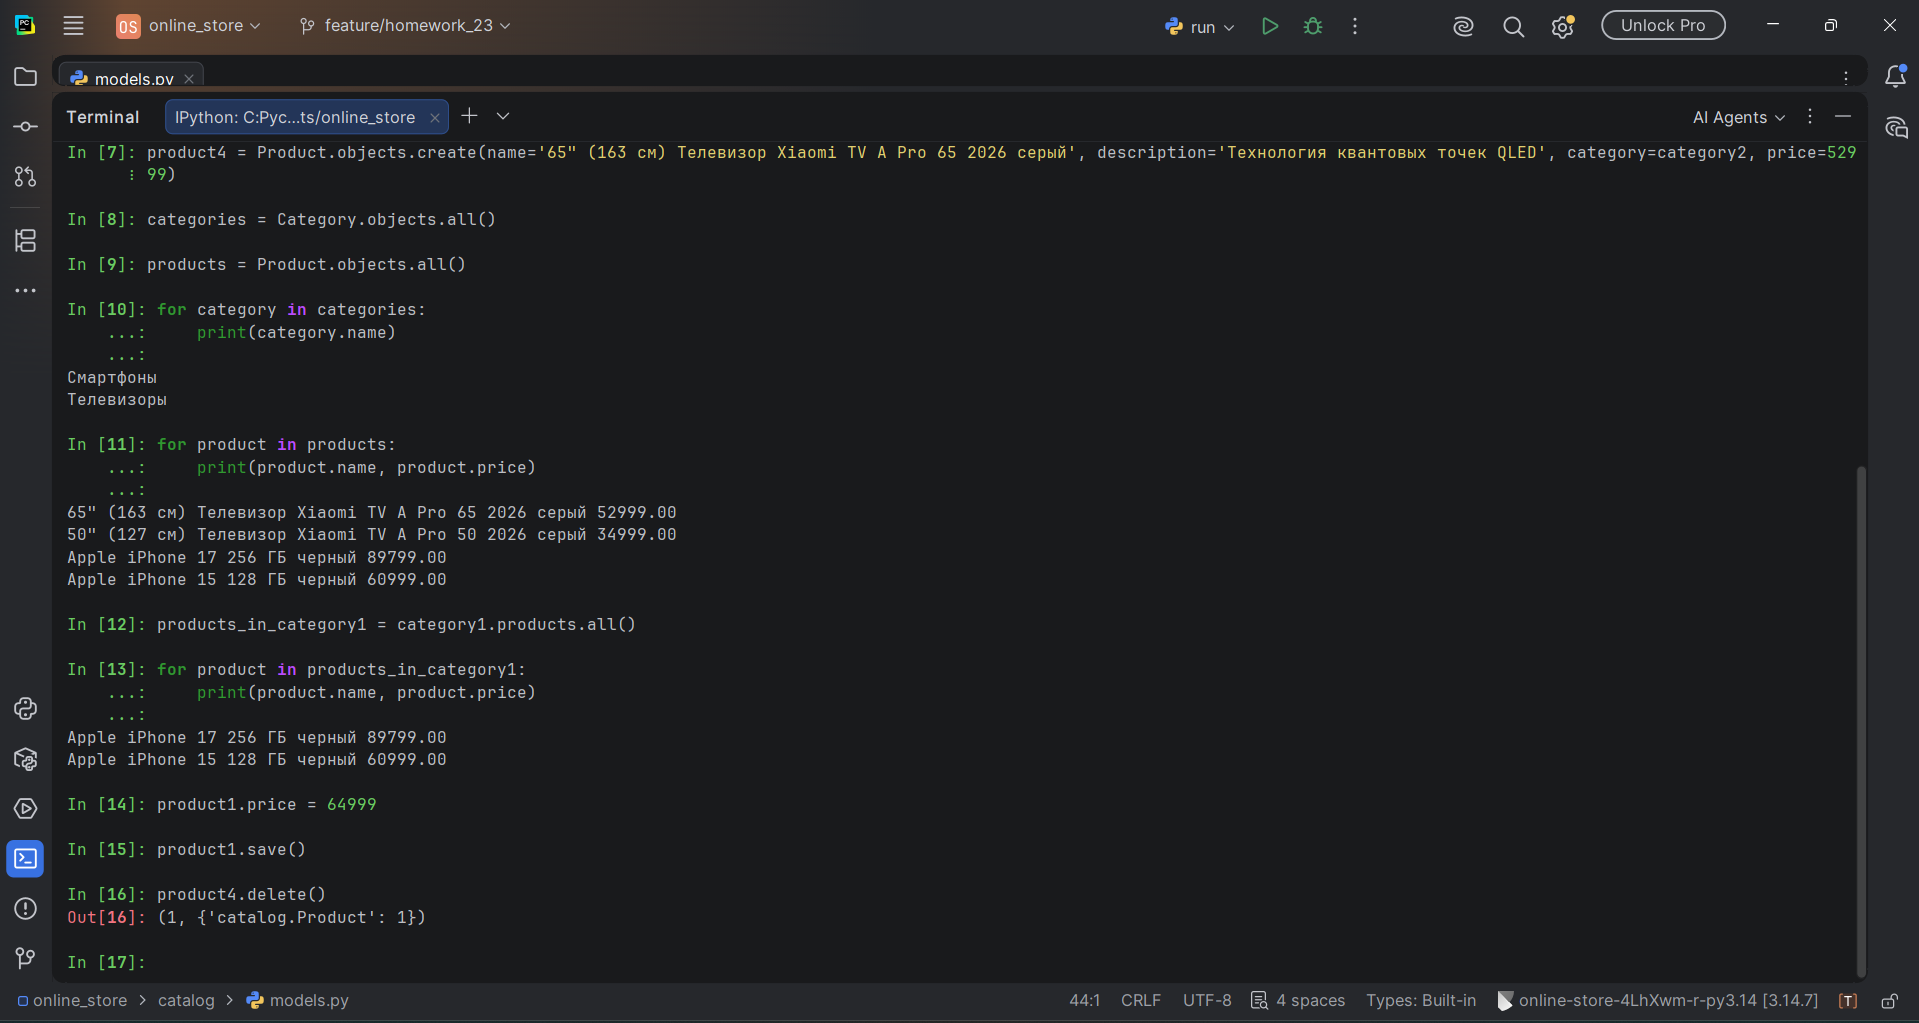 PC
OS online_store feature/homework_23 run Unlock Pro
models.py
Terminal IPython: C:Рус...ts/online_store AI Agents
In [7]: product4 = Product.objects.create(name='65" (163 см) Телевизор Xiaomi TV A Pro 65 2026 серый', description='Технология квантовых точек QLED', category=category2, price=529
⋮ 99)
In [8]: categories = Category.objects.all()
In [9]: products = Product.objects.all()
In [10]: for category in categories:
...: print(category.name)
...:
Смартфоны
Телевизоры
In [11]: for product in products:
...: print(product.name, product.price)
...:
65" (163 см) Телевизор Xiaomi TV A Pro 65 2026 серый 52999.00
50" (127 см) Телевизор Xiaomi TV A Pro 50 2026 серый 34999.00
Apple iPhone 17 256 ГБ черный 89799.00
Apple iPhone 15 128 ГБ черный 60999.00
In [12]: products_in_category1 = category1.products.all()
In [13]: for product in products_in_category1:
...: print(product.name, product.price)
...:
Apple iPhone 17 256 ГБ черный 89799.00
Apple iPhone 15 128 ГБ черный 60999.00
In [14]: product1.price = 64999
In [15]: product1.save()
In [16]: product4.delete()
Out[16]: (1, {'catalog.Product': 1})
In [17]:
online_store > catalog > models.py 44:1 CRLF UTF-8 4 spaces Types: Built-in online-store-4LhXwm-r-py3.14 [3.14.7] [T]